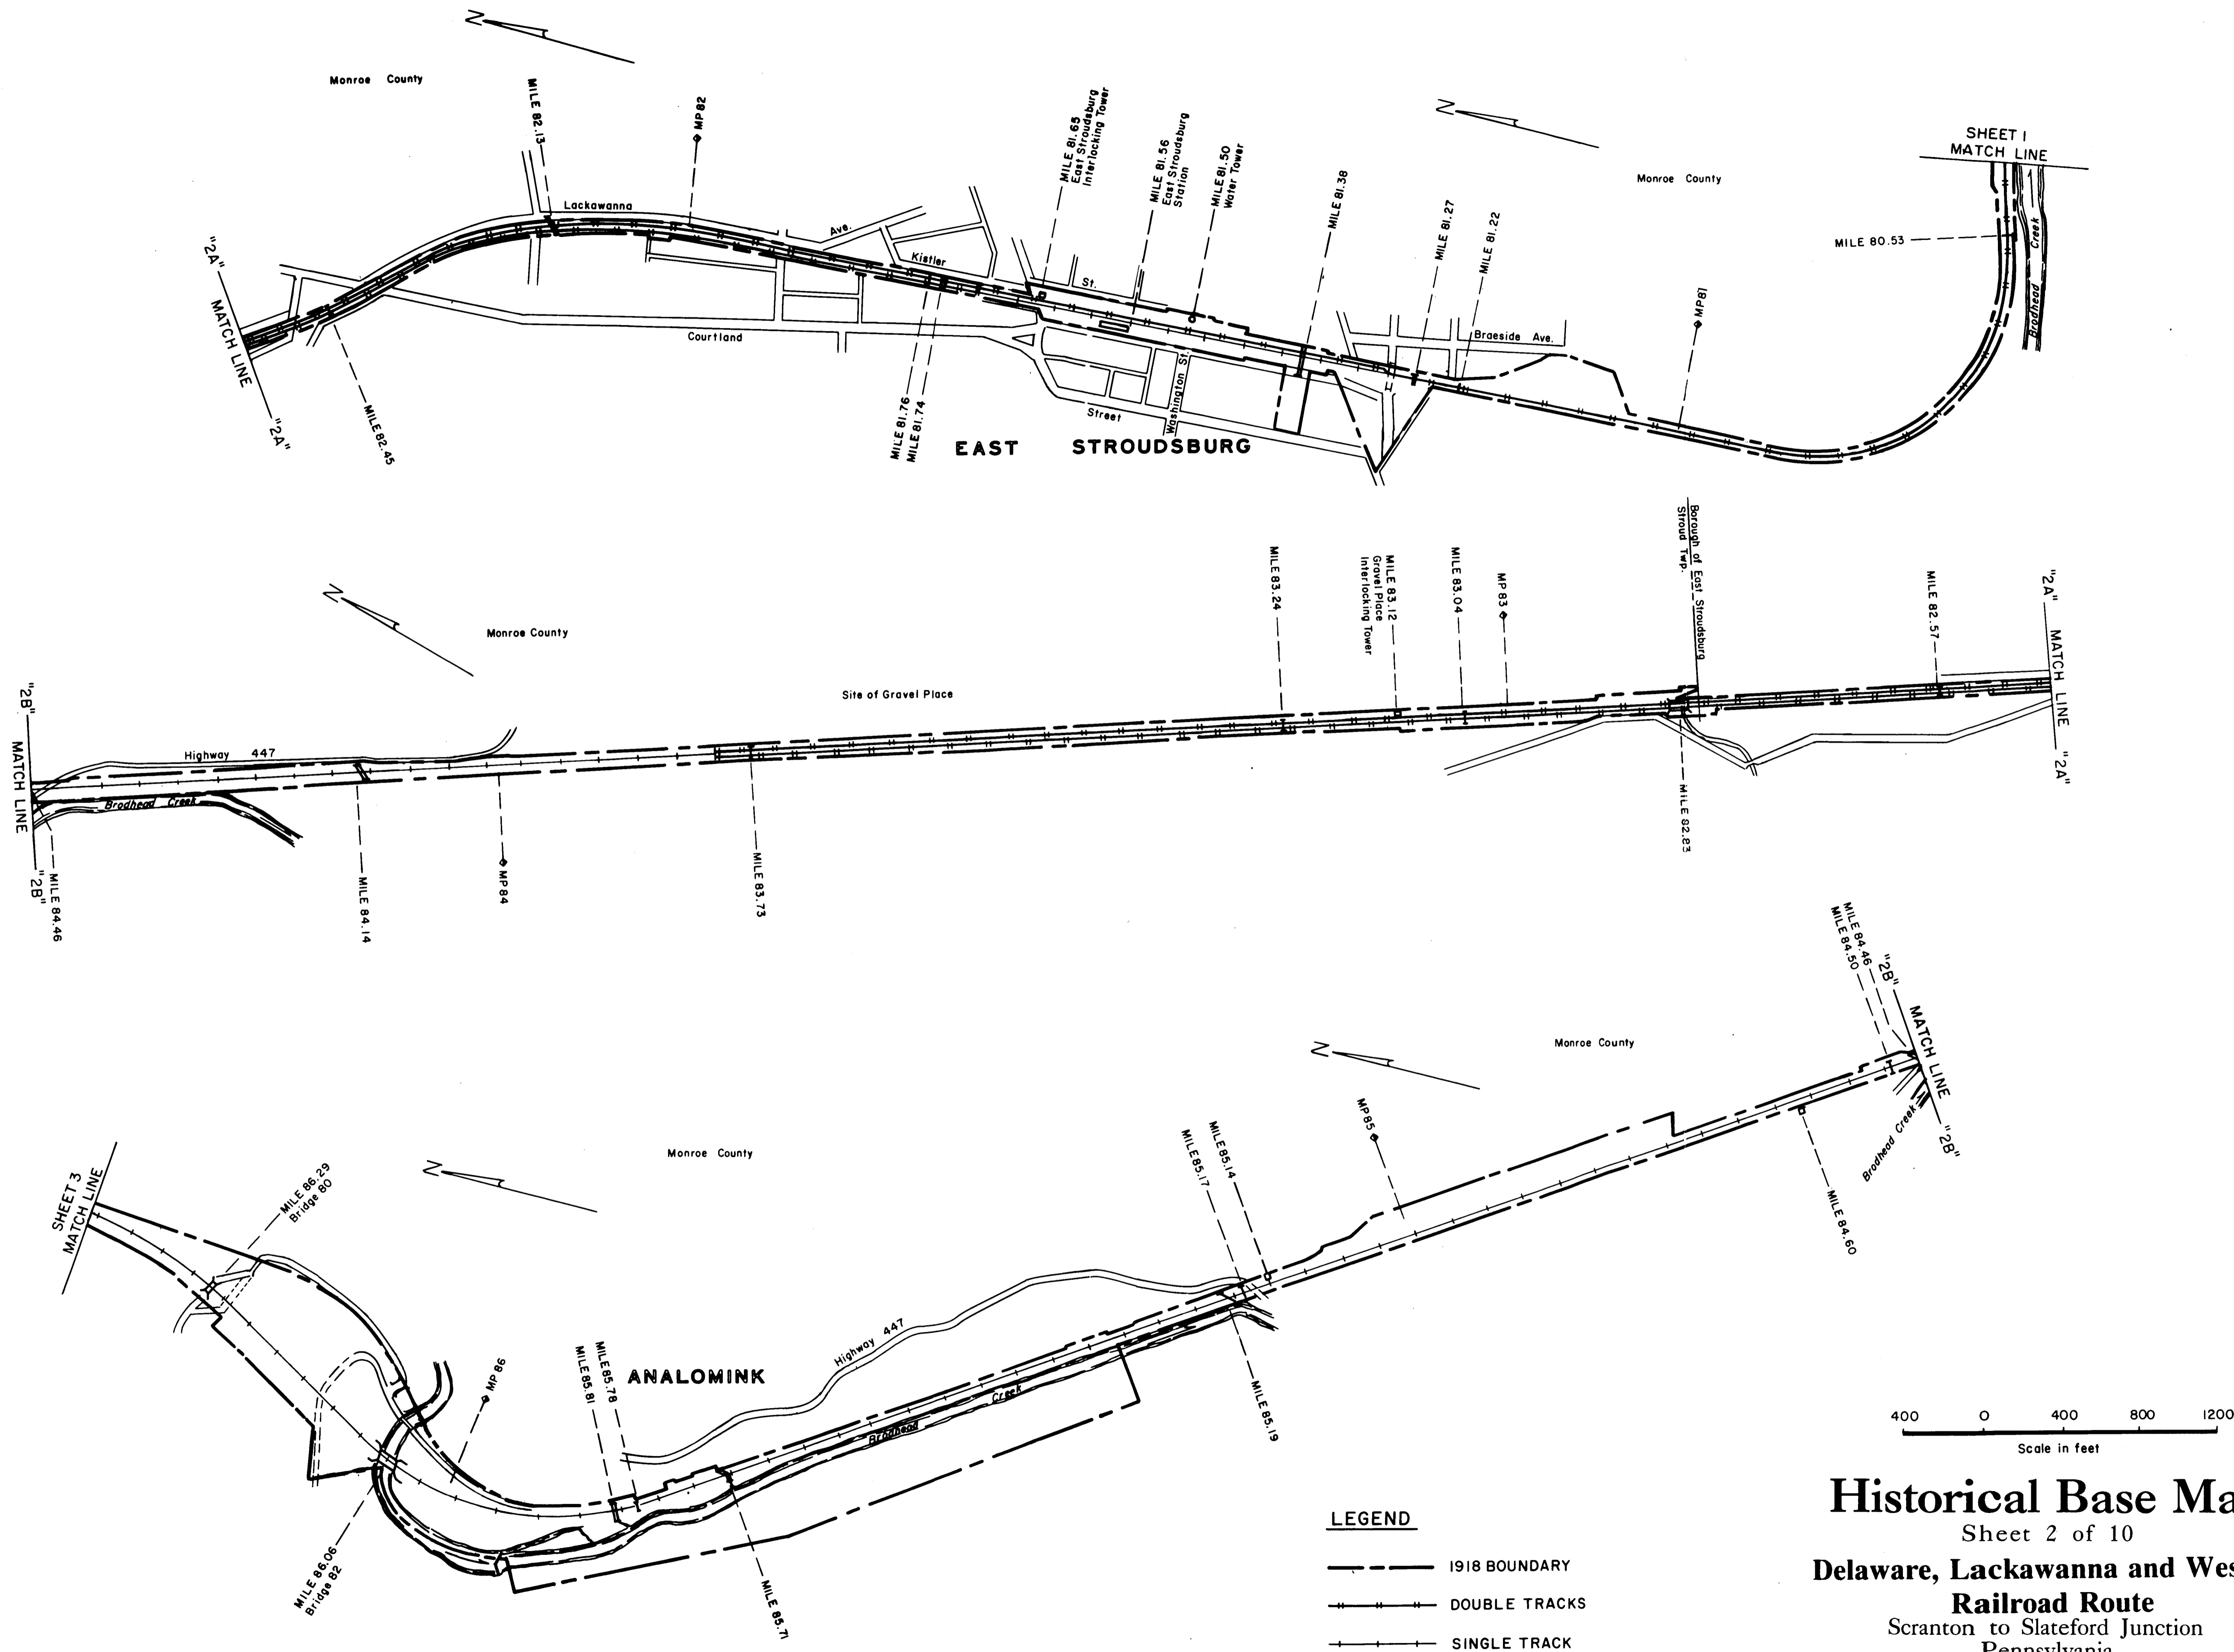 N
Monroe County
MILE 82.13
MP82
MILE 81.65
East Stroudsburg
Interlocking Tower
MILE 81.56
East Stroudsburg
Station
MILE 81.50
Water Tower
MILE 81.38
MILE 81.27
MILE 81.22
N
Monroe County
MP81
SHEET 1
MATCH LINE
MILE 80.53
Brodhead Creek
"2A"
MATCH LINE
"2A"
MILE 82.45
Lackawanna
Ave.
Kistler
St.
Courtland
Street
Washington St.
Braeside Ave.
MILE 81.76
MILE 81.74
EAST STROUDSBURG
N
Monroe County
Site of Gravel Place
MILE 83.24
MILE 83.12
Gravel Place
Interlocking Tower
MILE 83.04
MP83
Borough of East Stroudsburg
Stroud Twp.
MILE 82.57
"2A"
MATCH LINE
"2A"
"2B"
MATCH LINE
"2B"
Highway 447
Brodhead Creek
MILE 84.46
MILE 84.14
MP84
MILE 83.73
MILE 82.83
MILE 84.46
MILE 84.50
"2B"
MATCH LINE
"2B"
Brodhead Creek
N
Monroe County
MP85
MILE 85.14
MILE 85.17
MILE 84.60
N
Monroe County
SHEET 3
MATCH LINE
MILE 86.29
Bridge 80
MP86
MILE 85.81
MILE 85.78
ANALOMINK
Highway 447
Brodhead Creek
MILE 85.19
MILE 86.06
Bridge 82
MILE 85.71
400 0 400 800 1200
Scale in feet
LEGEND
1918 BOUNDARY
DOUBLE TRACKS
SINGLE TRACK
Historical Base Ma
Sheet 2 of 10
Delaware, Lackawanna and Wes
Railroad Route
Scranton to Slateford Junction
Pennsylvania